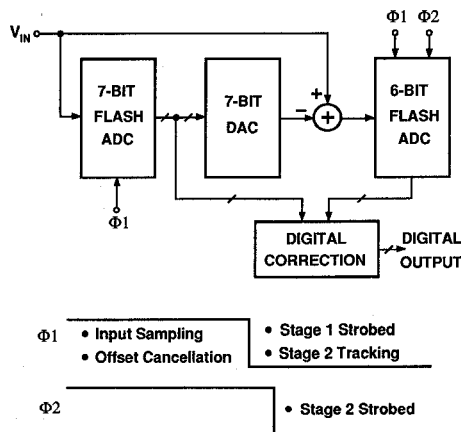 Φ1 Φ2
V_IN
7-BIT
FLASH
ADC
7-BIT
DAC
+
−
+
6-BIT
FLASH
ADC
Φ1
DIGITAL
CORRECTION
DIGITAL
OUTPUT
Φ1
• Input Sampling
• Offset Cancellation
• Stage 1 Strobed
• Stage 2 Tracking
Φ2
• Stage 2 Strobed